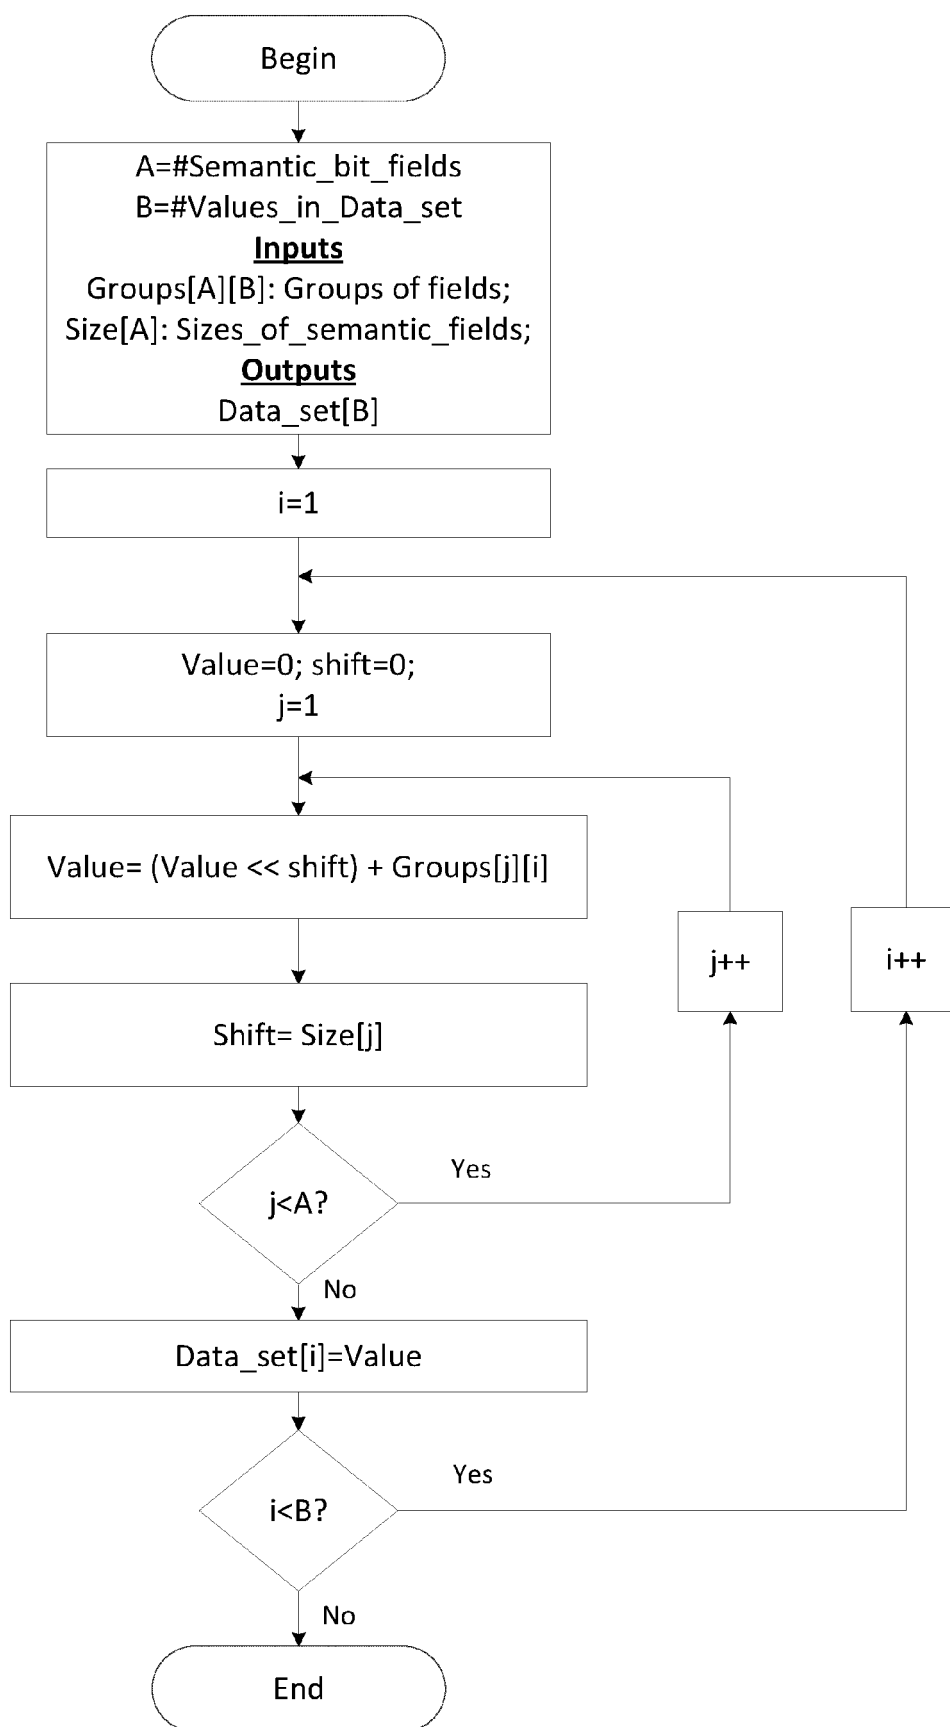 Begin
A=#Semantic_bit_fields
B=#Values_in_Data_set
Inputs
Groups[A][B]: Groups of fields;
Size[A]: Sizes_of_semantic_fields;
Outputs
Data_set[B]
i=1
Value=0; shift=0;
j=1
Value= (Value << shift) + Groups[j][i]
j++
i++
Shift= Size[j]
j<A?
Yes
No
Data_set[i]=Value
i<B?
Yes
No
End